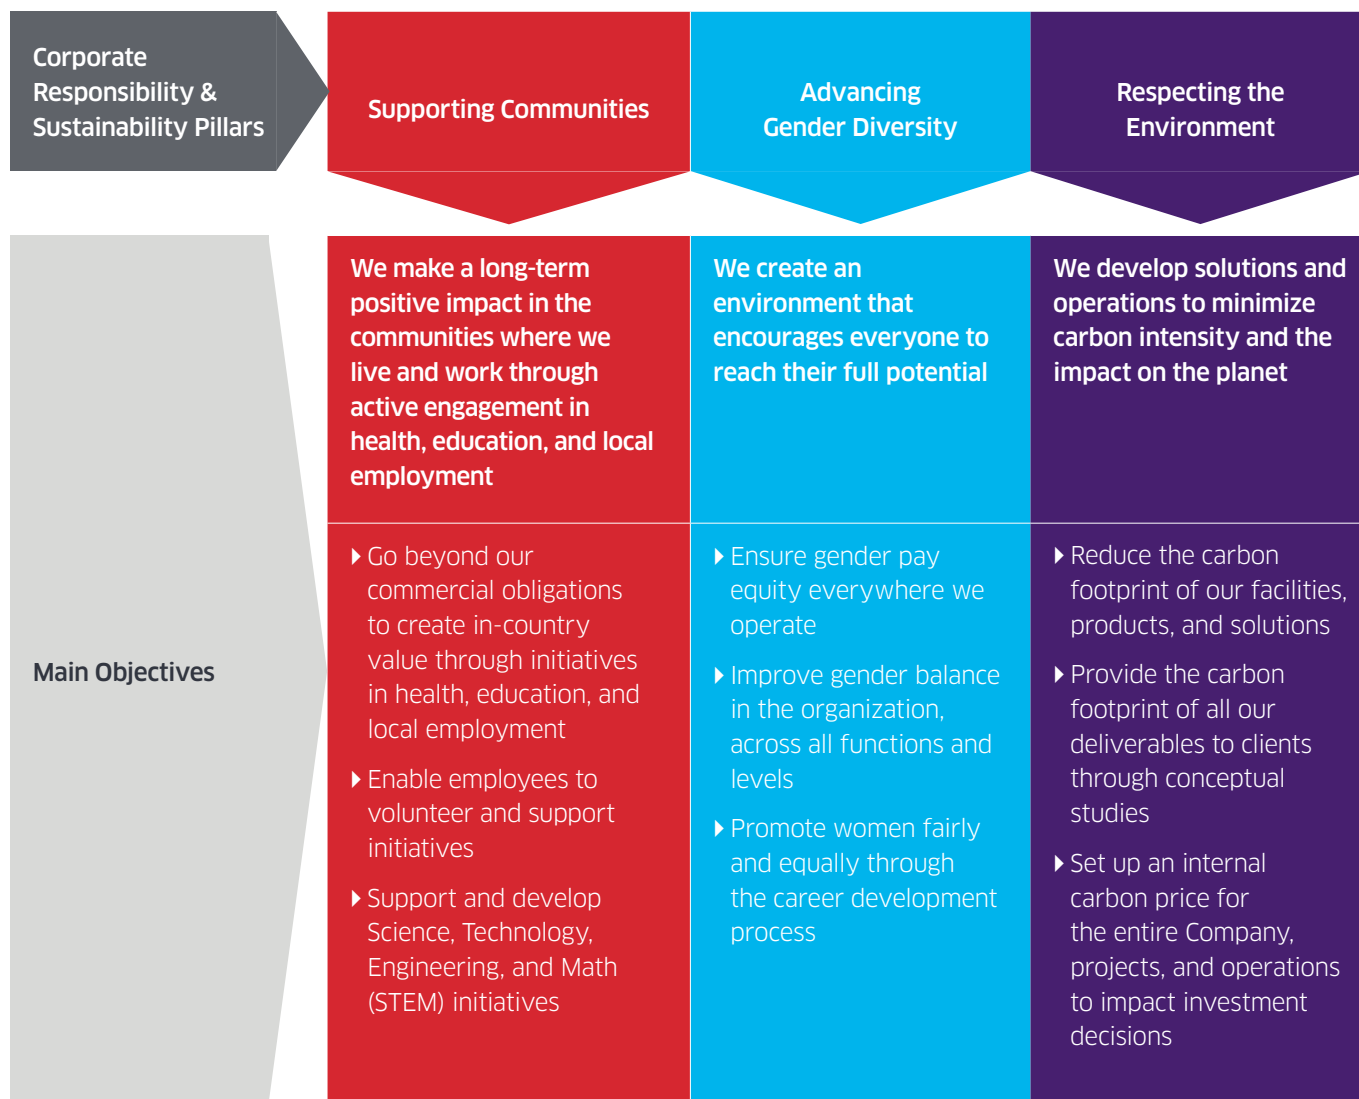 Corporate
Responsibility &
Sustainability Pillars
Supporting Communities
Advancing
Gender Diversity
Respecting the
Environment
Main Objectives
We make a long-term
positive impact in the
communities where we
live and work through
active engagement in
health, education, and local
employment
‣ Go beyond our
commercial obligations
to create in-country
value through initiatives
in health, education, and
local employment
‣ Enable employees to
volunteer and support
initiatives
‣ Support and develop
Science, Technology,
Engineering, and Math
(STEM) initiatives
We create an
environment that
encourages everyone to
reach their full potential
‣ Ensure gender pay
equity everywhere we
operate
‣ Improve gender balance
in the organization,
across all functions and
levels
‣ Promote women fairly
and equally through
the career development
process
We develop solutions and
operations to minimize
carbon intensity and the
impact on the planet
‣ Reduce the carbon
footprint of our facilities,
products, and solutions
‣ Provide the carbon
footprint of all our
deliverables to clients
through conceptual
studies
‣ Set up an internal
carbon price for
the entire Company,
projects, and operations
to impact investment
decisions